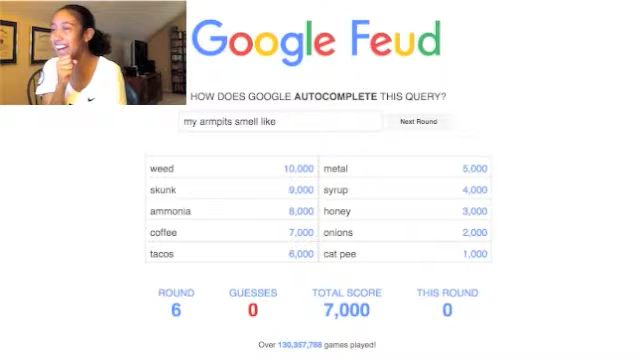 Google Feud
HOW DOES GOOGLE AUTOCOMPLETE THIS QUERY?
my armpits smell like
Next Round
weed 10,000 metal 5,000
skunk 9,000 syrup 4,000
ammonia 8,000 honey 3,000
coffee 7,000 onions 2,000
tacos 6,000 cat pee 1,000
ROUND GUESSES TOTAL SCORE THIS ROUND
6 0 7,000 0
Over 130,357,768 games played!